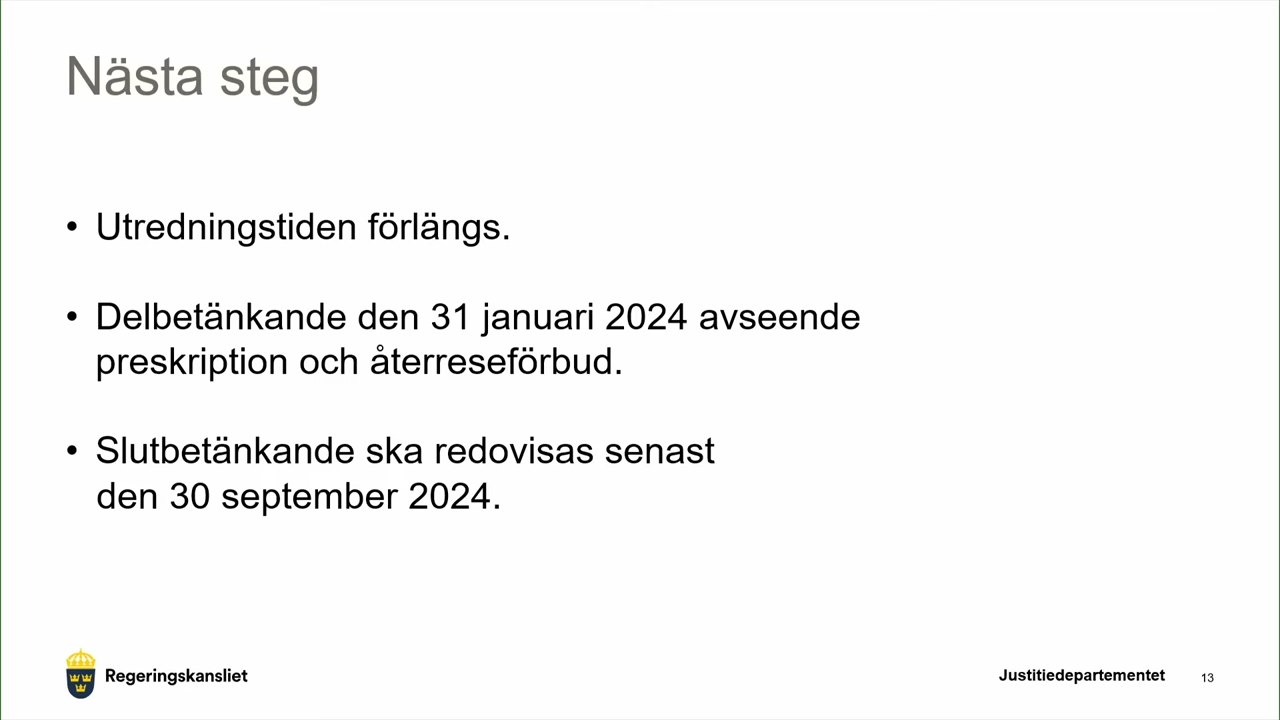 Nästa steg
• Utredningstiden förlängs.
• Delbetänkande den 31 januari 2024 avseende
preskription och återreseförbud.
• Slutbetänkande ska redovisas senast
den 30 september 2024.
Regeringskansliet
Justitiedepartementet 13